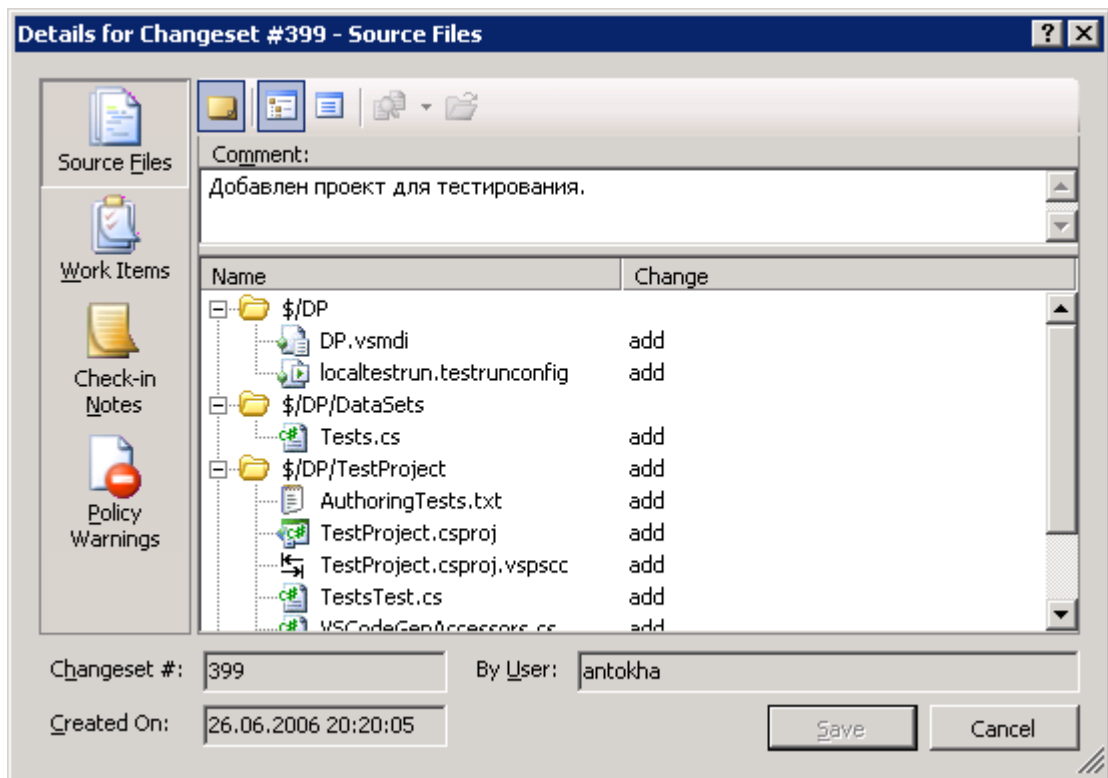 Details for Changeset #399 - Source Files
Source Files
Work Items
Check-in
Notes
Policy
Warnings
Comment:
Добавлен проект для тестирования.
Name Change
$/DP
DP.vsmdi add
localtestrun.testrunconfig add
$/DP/DataSets
Tests.cs add
$/DP/TestProject add
AuthoringTests.txt add
TestProject.csproj add
TestProject.csproj.vspscc add
TestsTest.cs add
VSCodeGenAccessors.cs add
Changeset #: 399 By User: antokha
Created On: 26.06.2006 20:20:05 Save Cancel